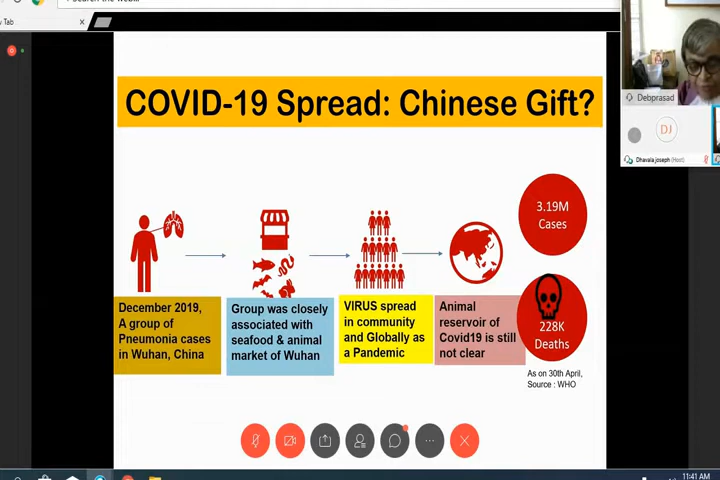 Tab
COVID-19 Spread: Chinese Gift?
Debprasad
DJ
Dhavala joseph (Host)
3.19M
Cases
December 2019,
A group of
Pneumonia cases
in Wuhan, China
Group was closely
associated with
seafood & animal
market of Wuhan
VIRUS spread
in community
and Globally as
a Pandemic
Animal
reservoir of
Covid19 is still
not clear
228K
Deaths
As on 30th April,
Source : WHO
11:41 AM